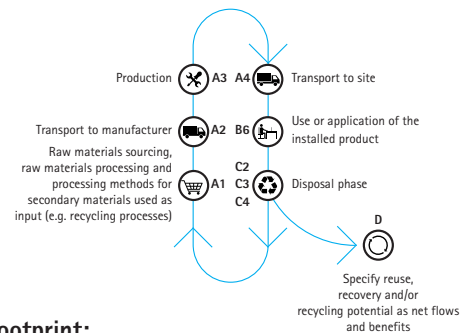 Production
A3
A4
Transport to site
Transport to manufacturer
A2
B6
Use or application of the
installed product
Raw materials sourcing,
raw materials processing and
processing methods for
secondary materials used as
input (e.g. recycling processes)
A1
C2
C3
C4
Disposal phase
D
Specify reuse,
recovery and/or
recycling potential as net flows
and benefits
ootprint: